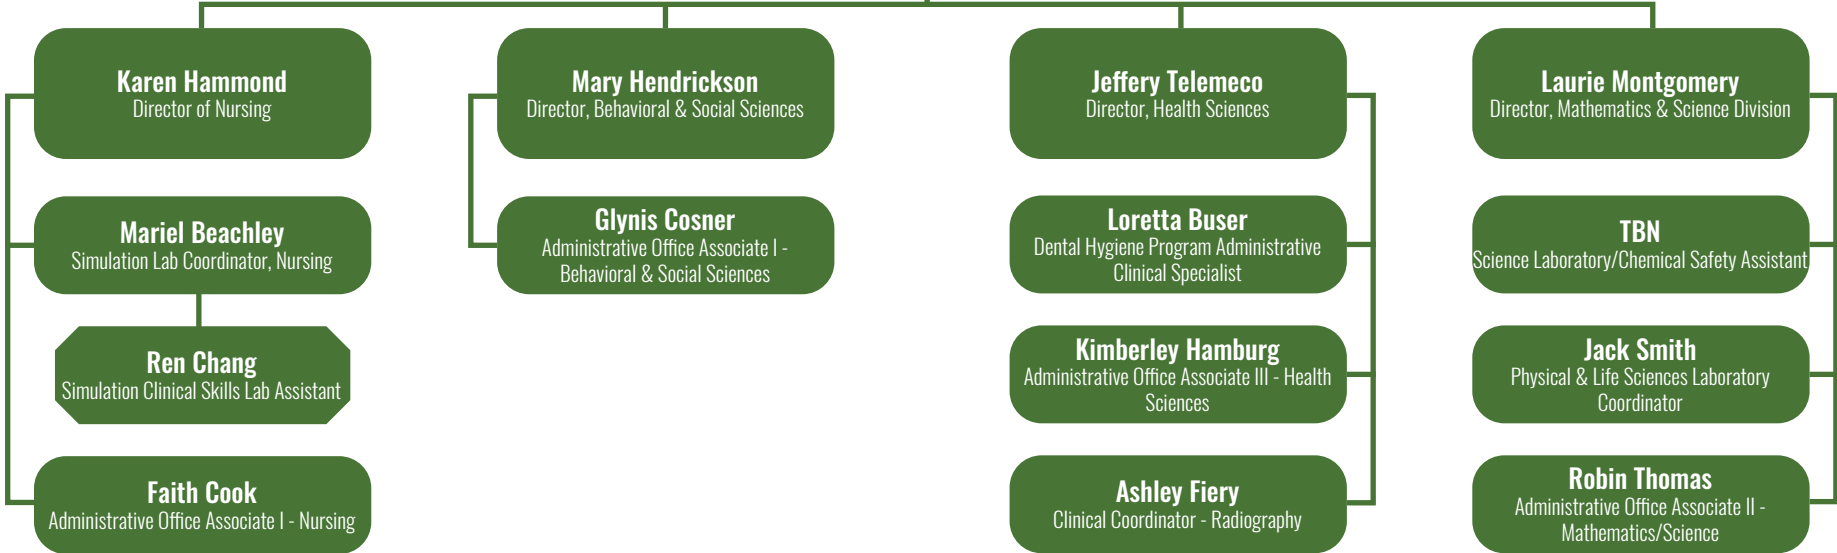 Karen Hammond
Director of Nursing
Mariel Beachley
Simulation Lab Coordinator, Nursing
Ren Chang
Simulation Clinical Skills Lab Assistant
Faith Cook
Administrative Office Associate I - Nursing
Mary Hendrickson
Director, Behavioral & Social Sciences
Glynis Cosner
Administrative Office Associate I -
Behavioral & Social Sciences
Jeffery Telemeco
Director, Health Sciences
Loretta Buser
Dental Hygiene Program Administrative
Clinical Specialist
Kimberley Hamburg
Administrative Office Associate III - Health
Sciences
Ashley Fiery
Clinical Coordinator - Radiography
Laurie Montgomery
Director, Mathematics & Science Division
TBN
Science Laboratory/Chemical Safety Assistant
Jack Smith
Physical & Life Sciences Laboratory
Coordinator
Robin Thomas
Administrative Office Associate II -
Mathematics/Science